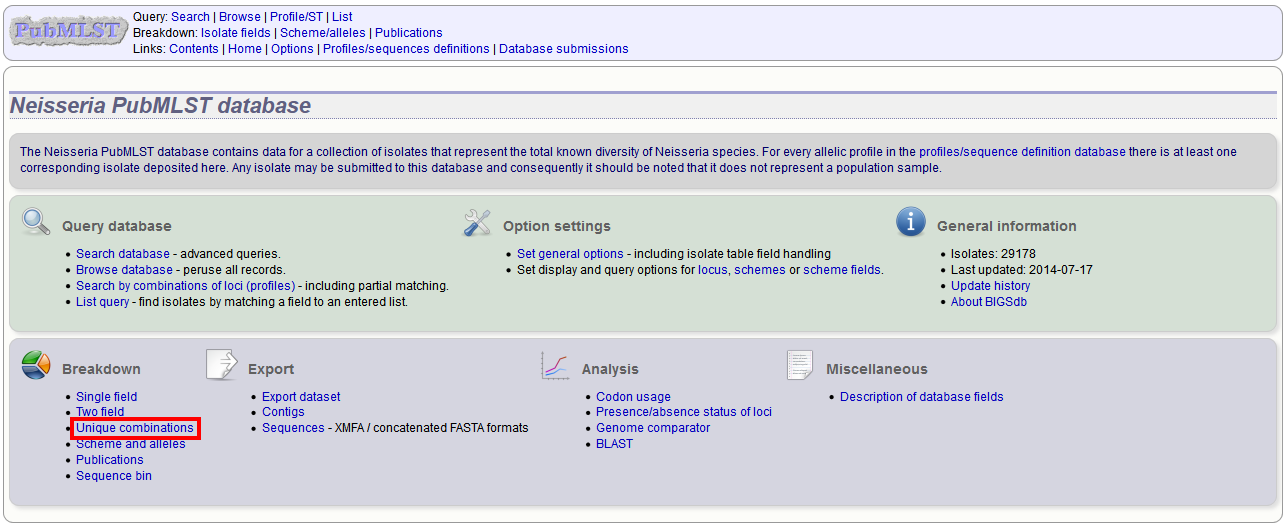 PubMLST
Query: Search | Browse | Profile/ST | List
Breakdown: Isolate fields | Scheme/alleles | Publications
Links: Contents | Home | Options | Profiles/sequences definitions | Database submissions
Neisseria PubMLST database
The Neisseria PubMLST database contains data for a collection of isolates that represent the total known diversity of Neisseria species. For every allelic profile in the profiles/sequence definition database there is at least one
corresponding isolate deposited here. Any isolate may be submitted to this database and consequently it should be noted that it does not represent a population sample.
Query database
Search database - advanced queries.
Browse database - peruse all records.
Search by combinations of loci (profiles) - including partial matching.
List query - find isolates by matching a field to an entered list.
Option settings
Set general options - including isolate table field handling
Set display and query options for locus, schemes or scheme fields.
General information
Isolates: 29178
Last updated: 2014-07-17
Update history
About BIGSdb
Breakdown
Single field
Two field
Unique combinations
Scheme and alleles
Publications
Sequence bin
Export
Export dataset
Contigs
Sequences - XMFA / concatenated FASTA formats
Analysis
Codon usage
Presence/absence status of loci
Genome comparator
BLAST
Miscellaneous
Description of database fields